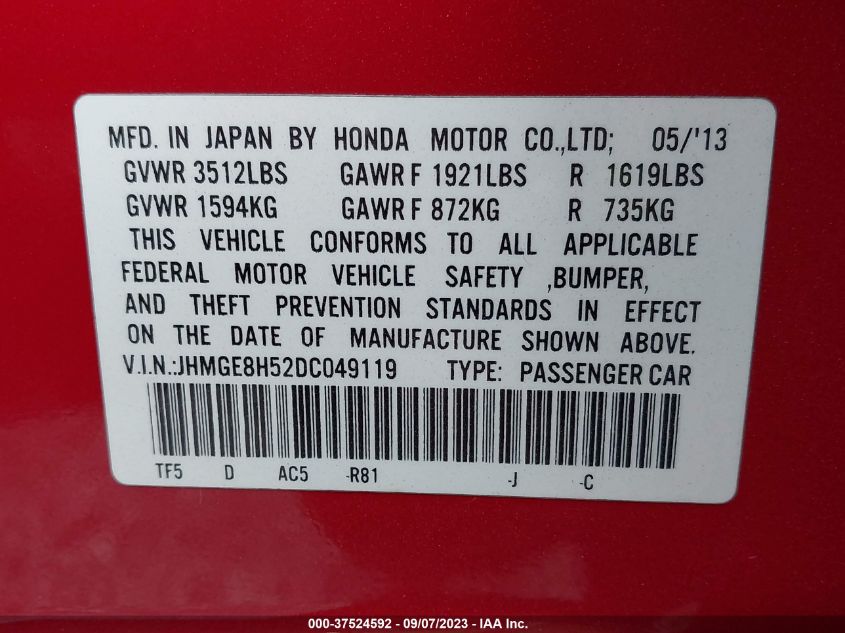 MFD. IN JAPAN BY HONDA MOTOR CO.,LTD; 05/'13
GVWR 3512LBS GAWR F 1921LBS R 1619LBS
GVWR 1594KG GAWR F 872KG R 735KG
THIS VEHICLE CONFORMS TO ALL APPLICABLE
FEDERAL MOTOR VEHICLE SAFETY ,BUMPER,
AND THEFT PREVENTION STANDARDS IN EFFECT
ON THE DATE OF MANUFACTURE SHOWN ABOVE.
V.I.N.:JHMGE8H52DC049119 TYPE: PASSENGER CAR
TF5 D AC5 -R81 -J -C
000-37524592 - 09/07/2023 - IAA Inc.